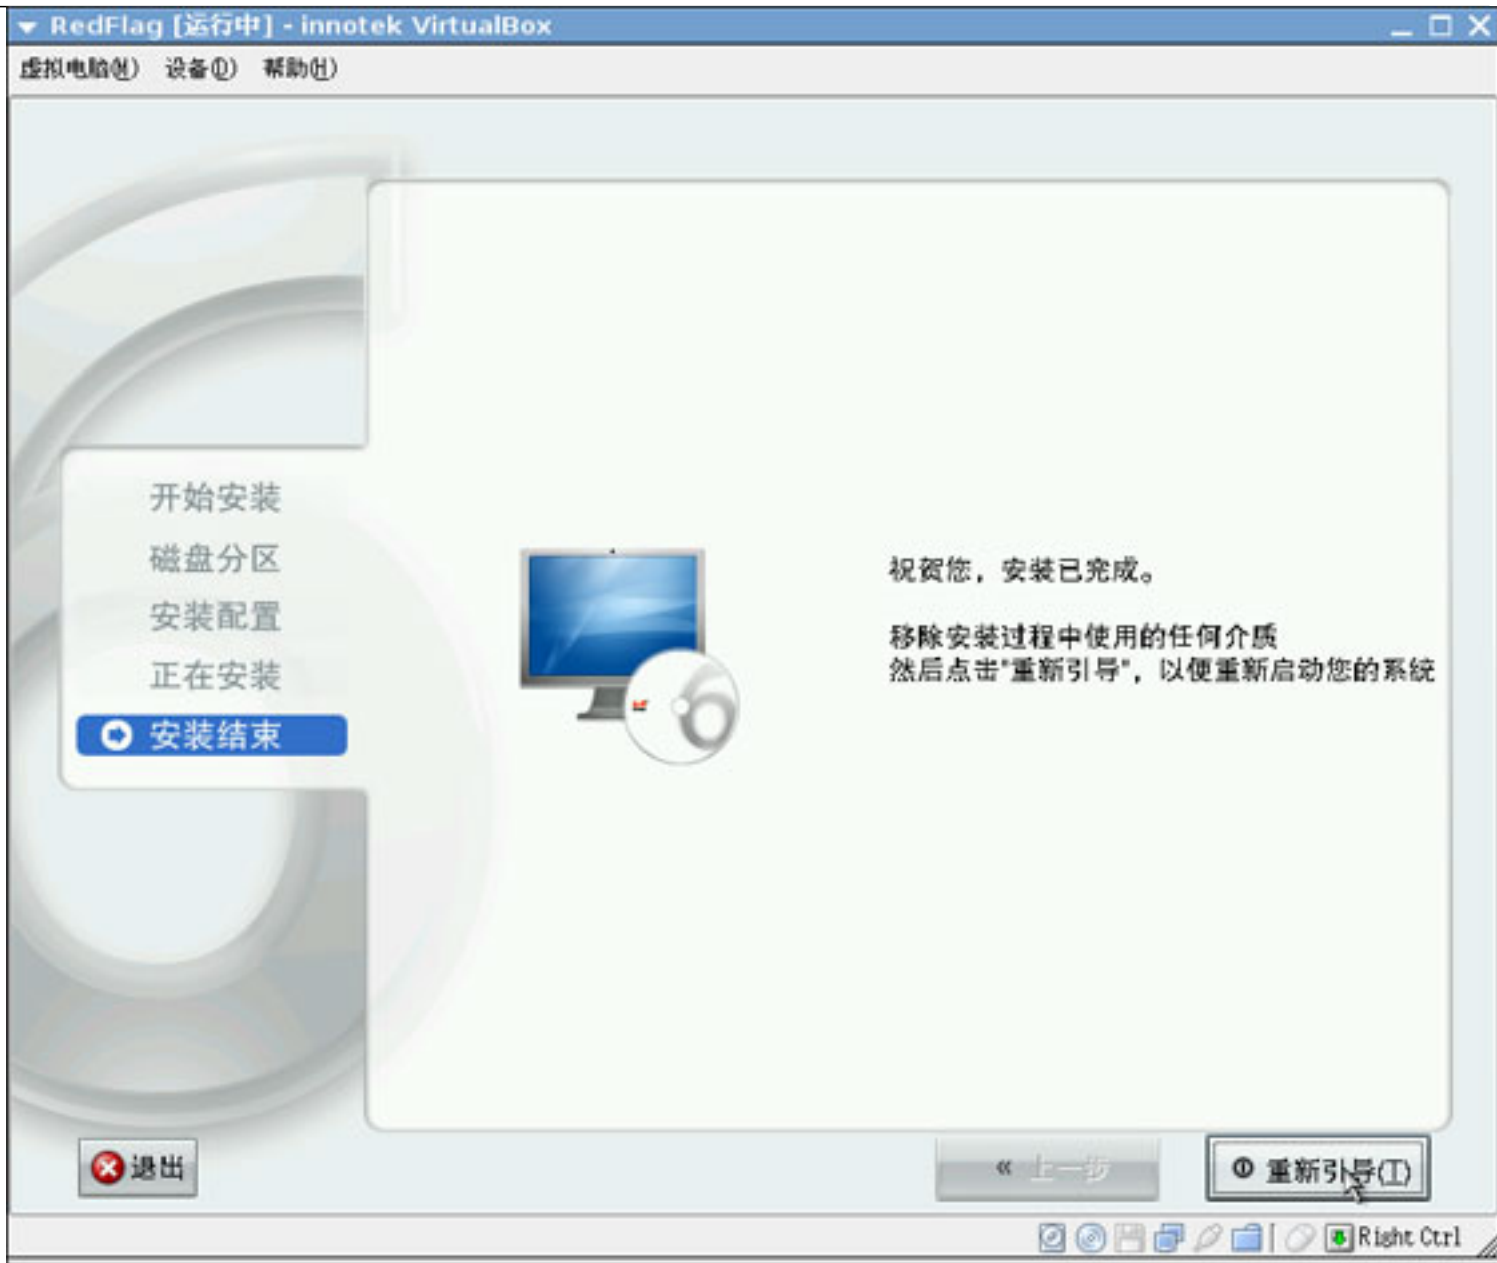 RedFlag [运行中] - innotek VirtualBox
虚拟电脑(M) 设备(D) 帮助(H)
开始安装
磁盘分区
安装配置
正在安装
安装结束
祝贺您，安装已完成。
移除安装过程中使用的任何介质
然后点击"重新引导"，以便重新启动您的系统
退出
« 上一步
重新引导(T)
Right Ctrl